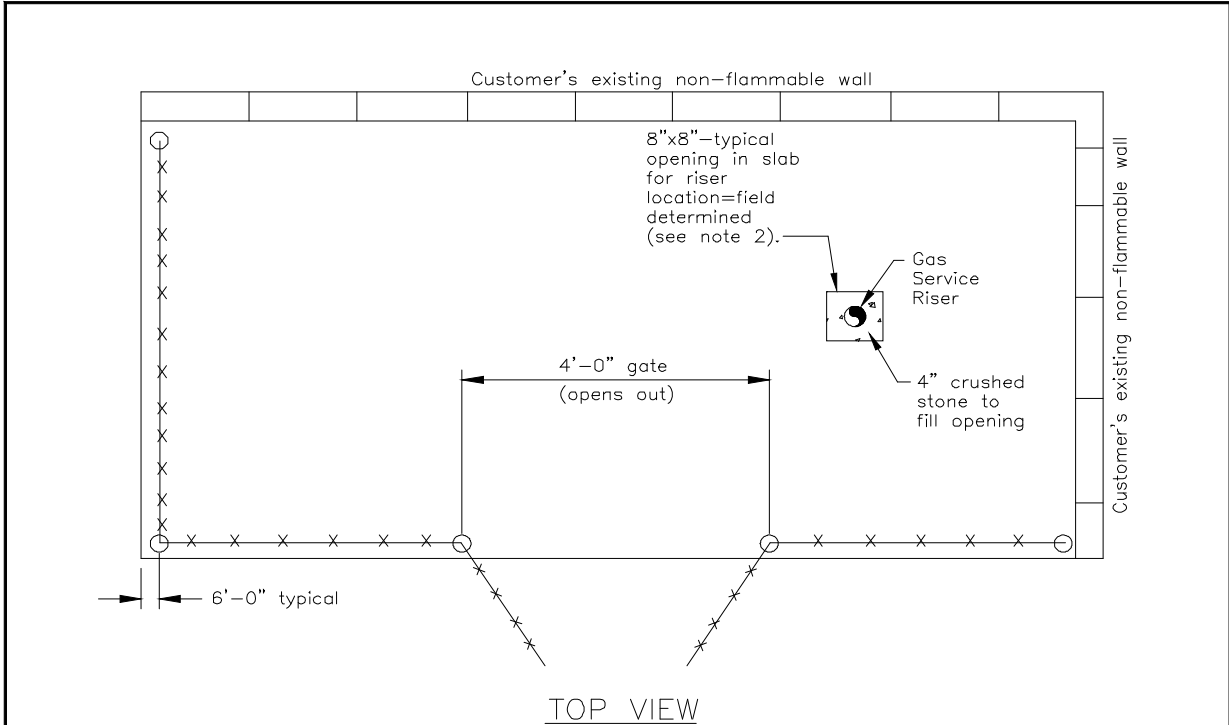 Customer's existing non-flammable wall
8"x8"-typical
opening in slab
for riser
location=field
determined
(see note 2).
Gas
Service
Riser
4'-0" gate
(opens out)
4" crushed
stone to
fill opening
Customer's existing non-flammable wall
6'-0" typical
TOP VIEW